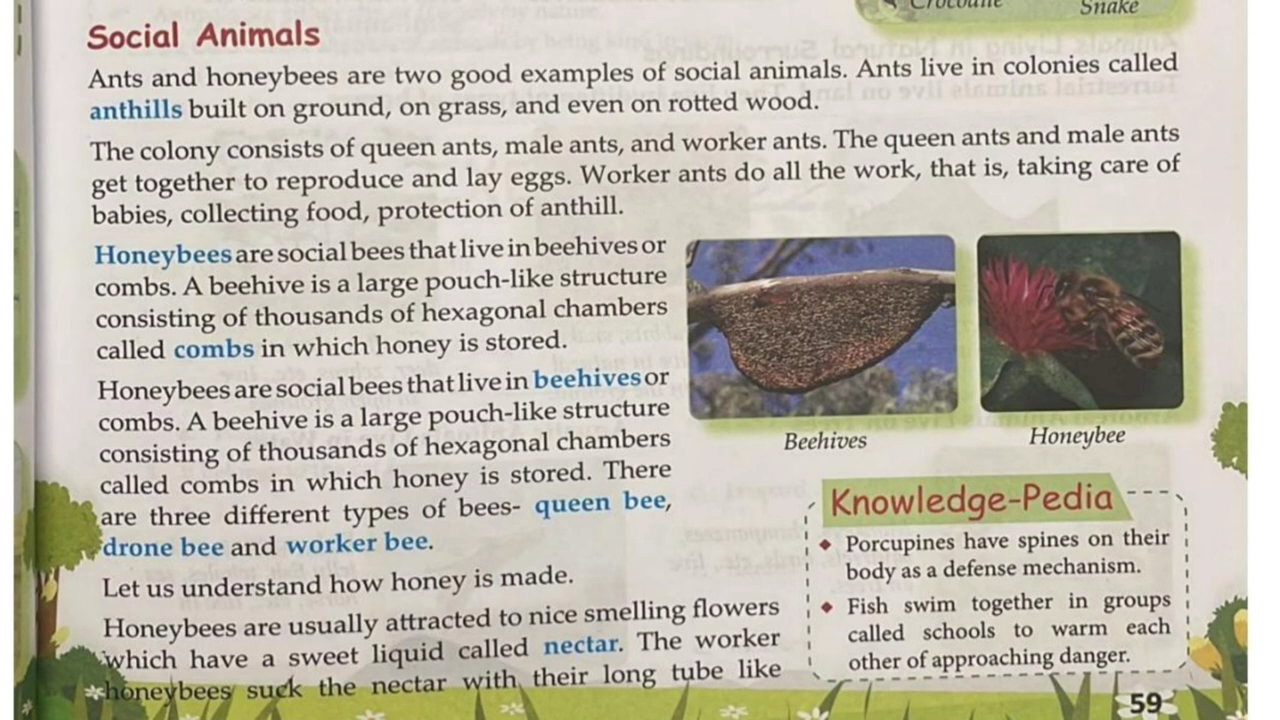 Crocodile Snake
Social Animals
Ants and honeybees are two good examples of social animals. Ants live in colonies called
anthills built on ground, on grass, and even on rotted wood.
The colony consists of queen ants, male ants, and worker ants. The queen ants and male ants
get together to reproduce and lay eggs. Worker ants do all the work, that is, taking care of
babies, collecting food, protection of anthill.
Honeybees are social bees that live in beehives or
combs. A beehive is a large pouch-like structure
consisting of thousands of hexagonal chambers
called combs in which honey is stored.
Honeybees are social bees that live in beehives or
combs. A beehive is a large pouch-like structure
consisting of thousands of hexagonal chambers
called combs in which honey is stored. There
are three different types of bees- queen bee,
drone bee and worker bee.
Let us understand how honey is made.
Honeybees are usually attracted to nice smelling flowers
which have a sweet liquid called nectar. The worker
honeybees suck the nectar with their long tube like
Beehives
Honeybee
Knowledge-Pedia
Porcupines have spines on their
body as a defense mechanism.
Fish swim together in groups
called schools to warm each
other of approaching danger.
59